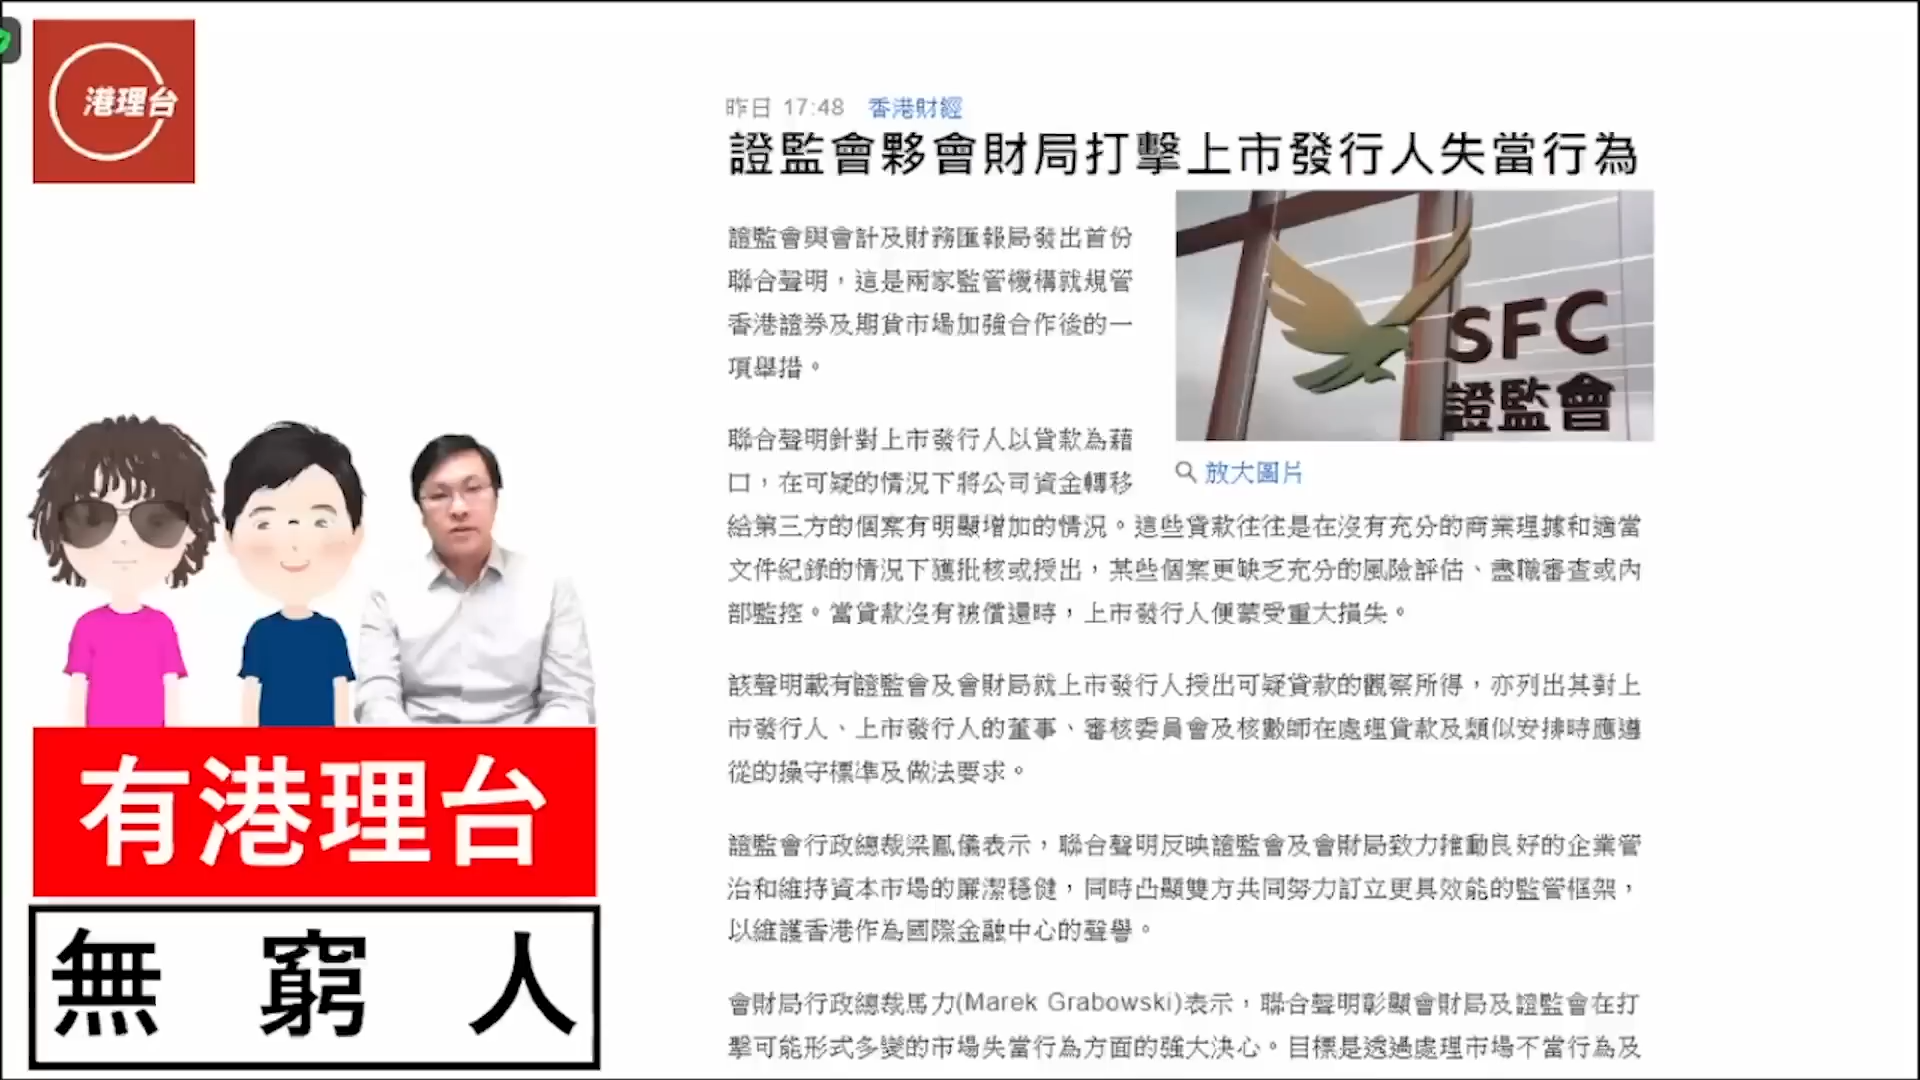 港理台
昨日 17:48 香港財經
證監會夥會財局打擊上市發行人失當行為
證監會與會計及財務匯報局發出首份
聯合聲明，這是兩家監管機構就規管
香港證券及期貨市場加強合作後的一
項舉措。
SFC
證監會
放大圖片
聯合聲明針對上市發行人以貸款為藉
口，在可疑的情況下將公司資金轉移
給第三方的個案有明顯增加的情況。這些貸款往往是在沒有充分的商業理據和適當
文件紀錄的情況下獲批核或授出，某些個案更缺乏充分的風險評估、盡職審查或內
部監控。當貸款沒有被償還時，上市發行人便蒙受重大損失。
該聲明載有證監會及會財局就上市發行人授出可疑貸款的觀察所得，亦列出其對上
市發行人、上市發行人的董事、審核委員會及核數師在處理貸款及類似安排時應遵
從的操守標準及做法要求。
證監會行政總裁梁鳳儀表示，聯合聲明反映證監會及會財局致力推動良好的企業管
治和維持資本市場的廉潔穩健，同時凸顯雙方共同努力訂立更具效能的監管框架，
以維護香港作為國際金融中心的聲譽。
會財局行政總裁馬力(Marek Grabowski)表示，聯合聲明彰顯會財局及證監會在打
擊可能形式多變的市場失當行為方面的強大決心。目標是透過處理市場不當行為及
有港理台
無窮人